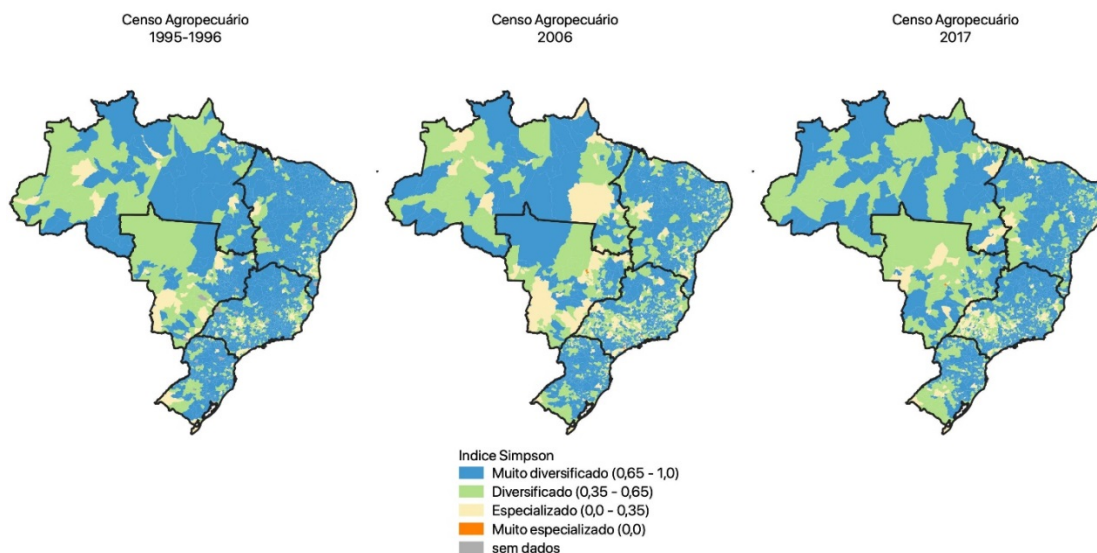 Censo Agropecuário
1995-1996
Censo Agropecuário
2006
Censo Agropecuário
2017
Indice Simpson
Muito diversificado (0,65 - 1,0)
Diversificado (0,35 - 0,65)
Especializado (0,0 - 0,35)
Muito especializado (0,0)
sem dados